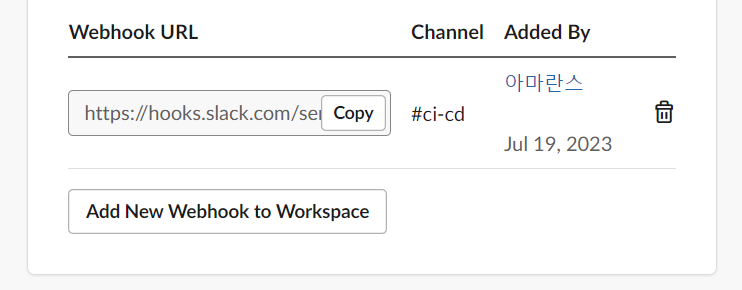 Webhook URL Channel Added By
아마란스
https://hooks.slack.com/ser Copy #ci-cd
Jul 19, 2023
Add New Webhook to Workspace